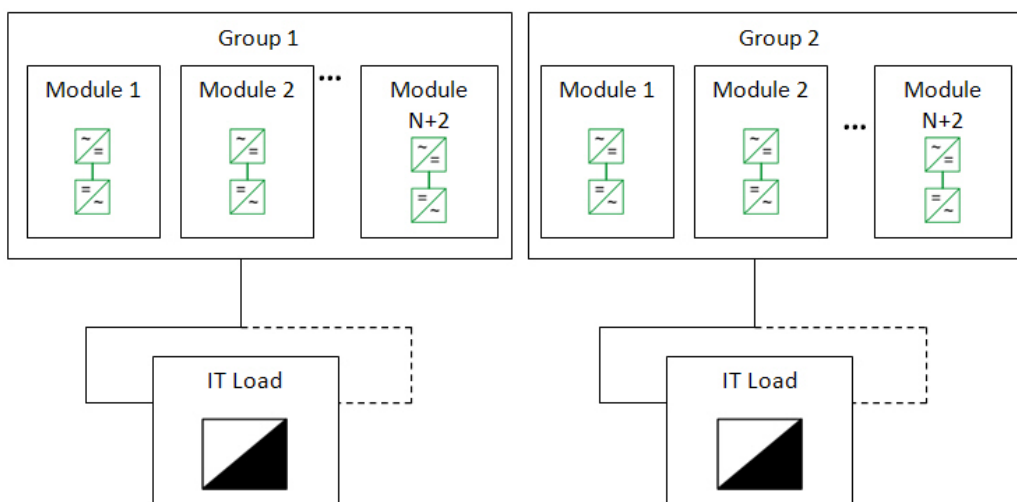 Group 1
Module 1
Module 2
...
Module
N+2
~
=
=
~
~
=
=
~
~
=
=
~
IT Load
Group 2
Module 1
Module 2
...
Module
N+2
~
=
=
~
~
=
=
~
~
=
=
~
IT Load